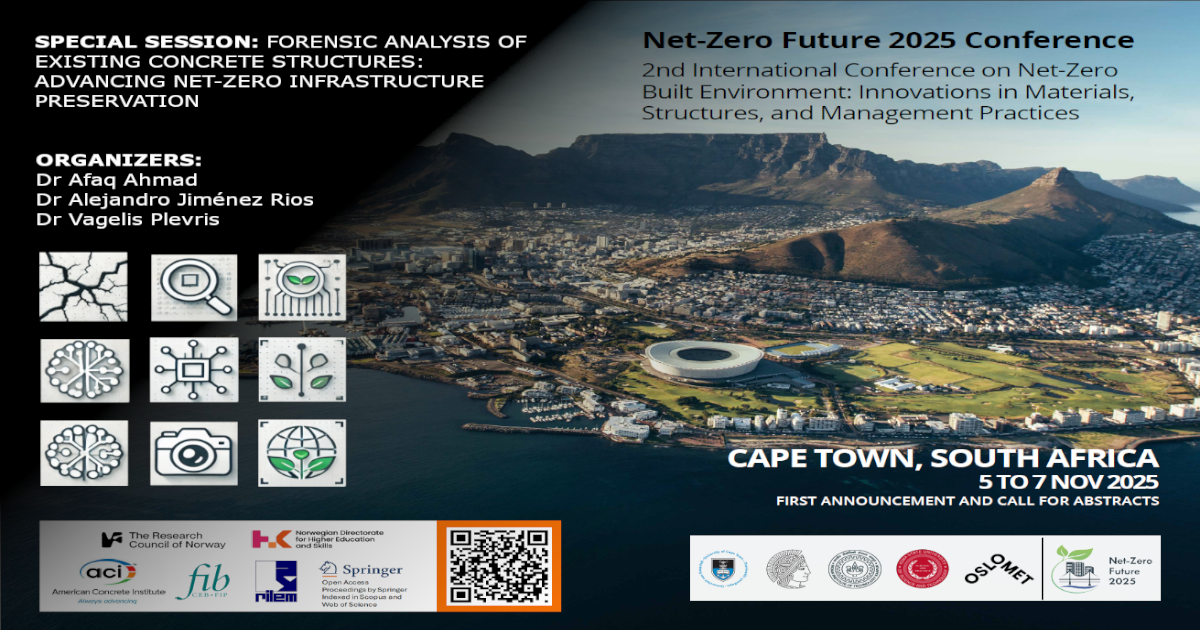 SPECIAL SESSION: FORENSIC ANALYSIS OF
EXISTING CONCRETE STRUCTURES:
ADVANCING NET-ZERO INFRASTRUCTURE
PRESERVATION
ORGANIZERS:
Dr Afaq Ahmad
Dr Alejandro Jiménez Rios
Dr Vagelis Plevris
Net-Zero Future 2025 Conference
2nd International Conference on Net-Zero
Built Environment: Innovations in Materials,
Structures, and Management Practices
CAPE TOWN, SOUTH AFRICA
5 TO 7 NOV 2025
FIRST ANNOUNCEMENT AND CALL FOR ABSTRACTS
The Research
Council of Norway
HK
Norwegian Directorate
for Higher Education
and Skills
aci
American Concrete Institute
Always advancing
fib
CEB-FIP
rilem
Springer
Open Access
Proceedings by Springer
Indexed in Scopus and
Web of Science
OSLOMET
Net-Zero
Future
2025